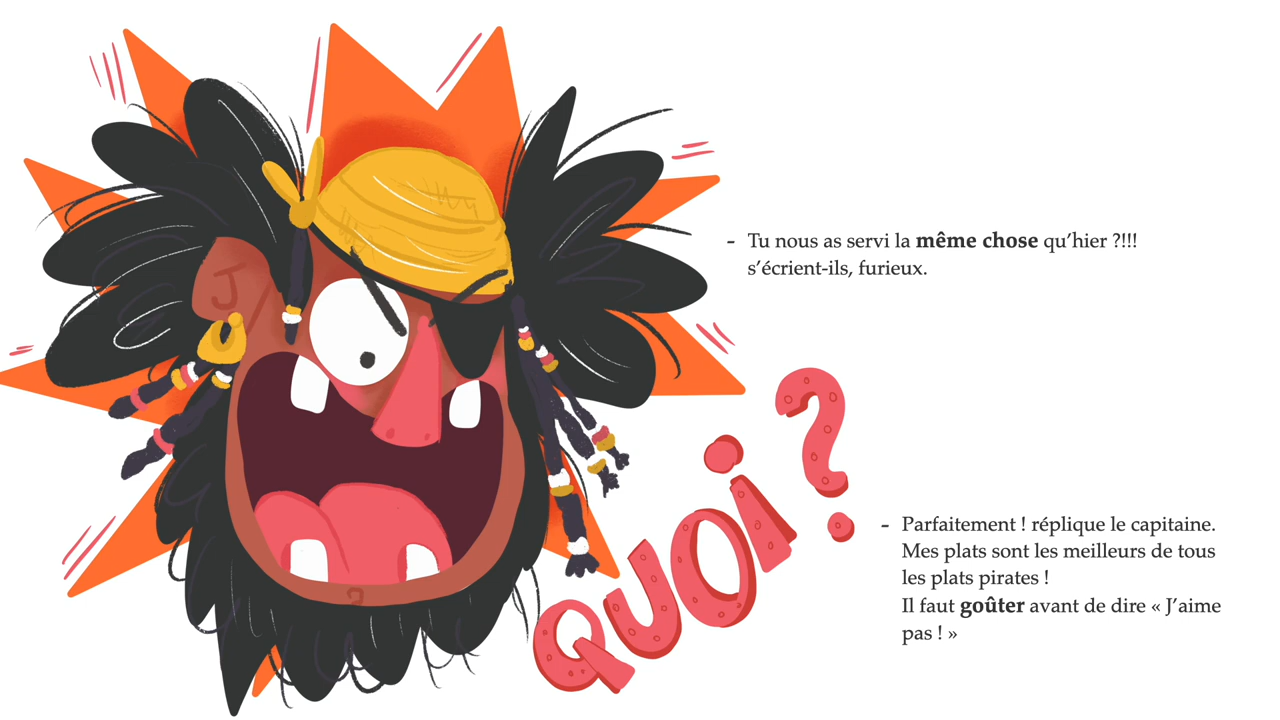 - Tu nous as servi la même chose qu’hier ?!!!
s’écrient-ils, furieux.
QUOi ?
- Parfaitement ! réplique le capitaine.
Mes plats sont les meilleurs de tous
les plats pirates !
Il faut goûter avant de dire « J’aime
pas ! »